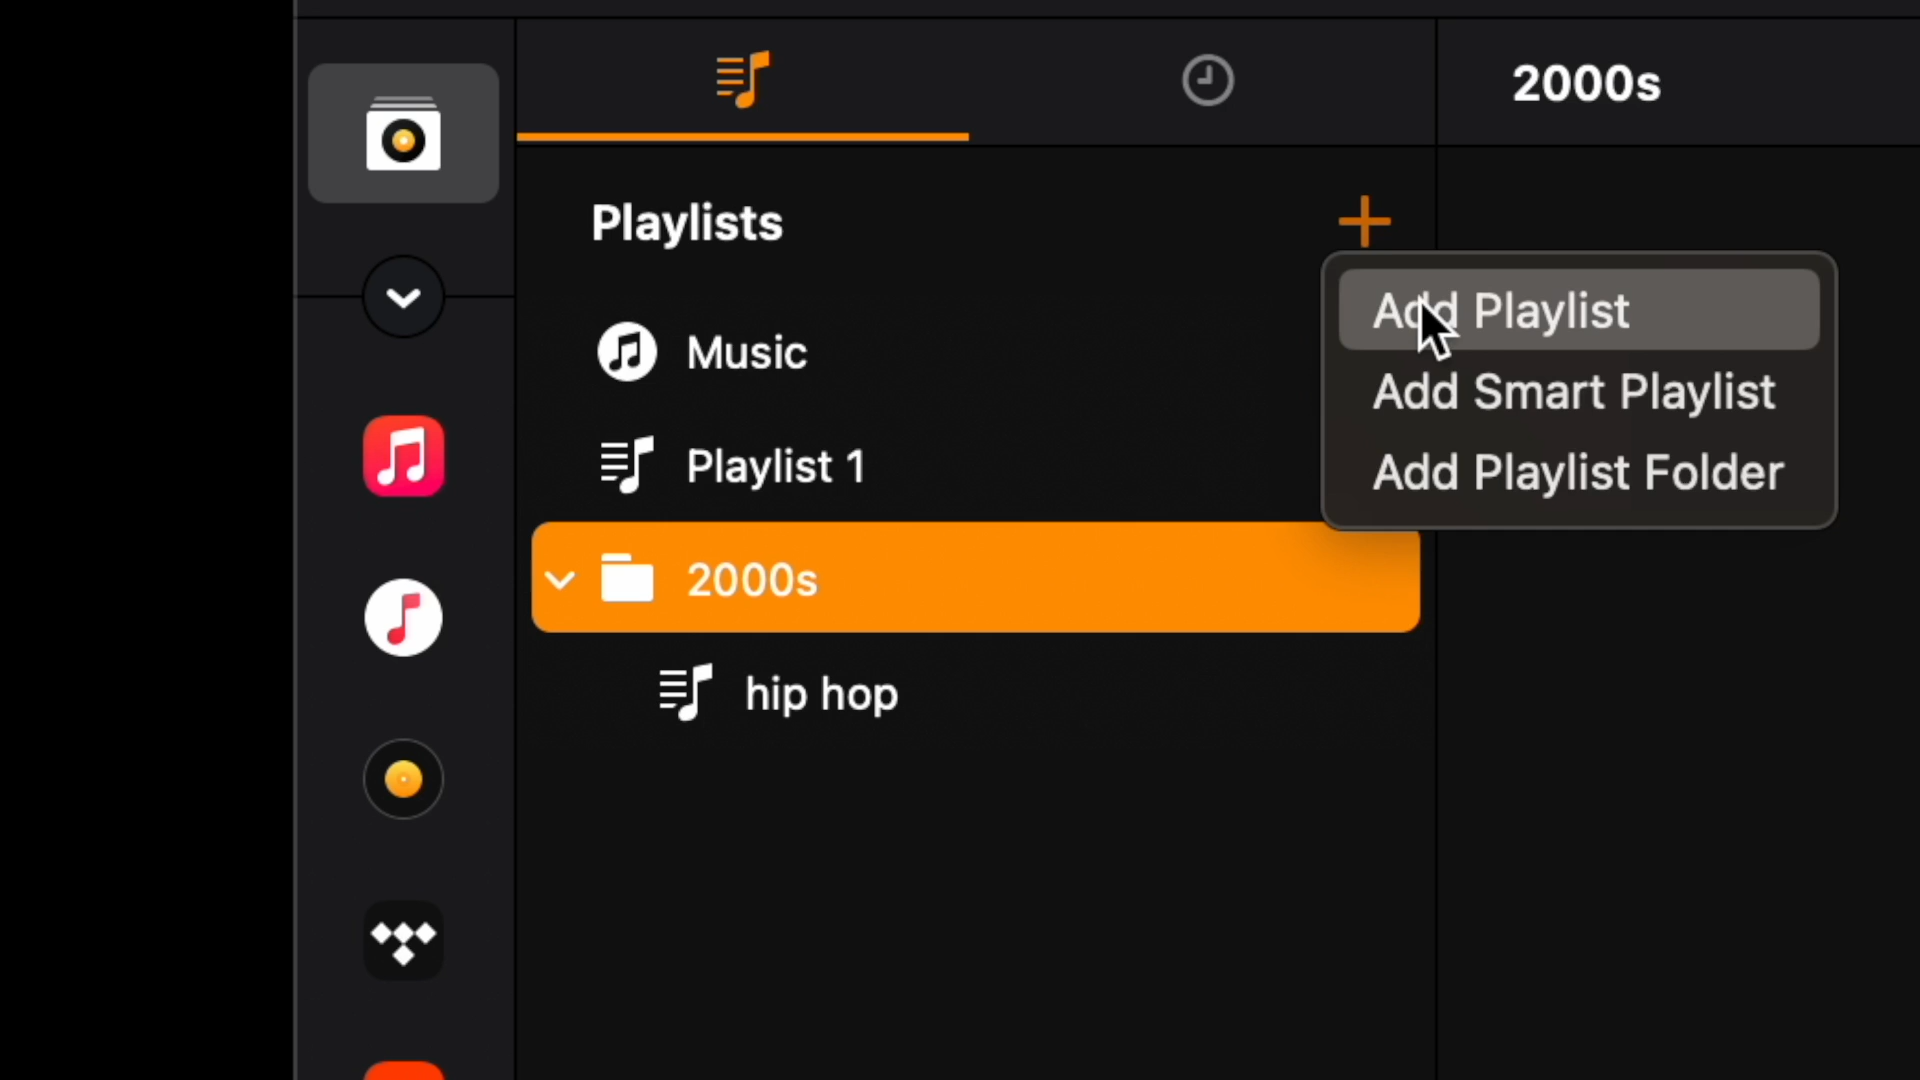 2000s
Playlists
Add Playlist
Music
Add Smart Playlist
Playlist 1
Add Playlist Folder
2000s
hip hop